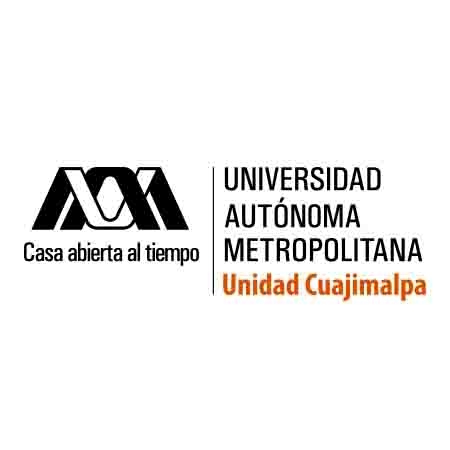 Casa abierta al tiempo
UNIVERSIDAD
AUTÓNOMA
METROPOLITANA
Unidad Cuajimalpa